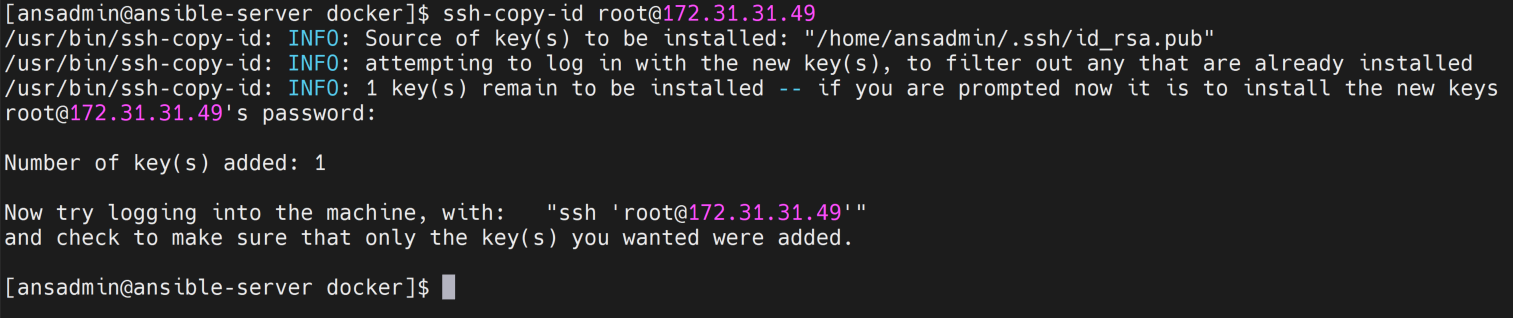 [ansadmin@ansible-server docker]$ ssh-copy-id root@172.31.31.49
/usr/bin/ssh-copy-id: INFO: Source of key(s) to be installed: "/home/ansadmin/.ssh/id_rsa.pub"
/usr/bin/ssh-copy-id: INFO: attempting to log in with the new key(s), to filter out any that are already installed
/usr/bin/ssh-copy-id: INFO: 1 key(s) remain to be installed -- if you are prompted now it is to install the new keys
root@172.31.31.49's password:
Number of key(s) added: 1
Now try logging into the machine, with:   "ssh 'root@172.31.31.49'"
and check to make sure that only the key(s) you wanted were added.
[ansadmin@ansible-server docker]$